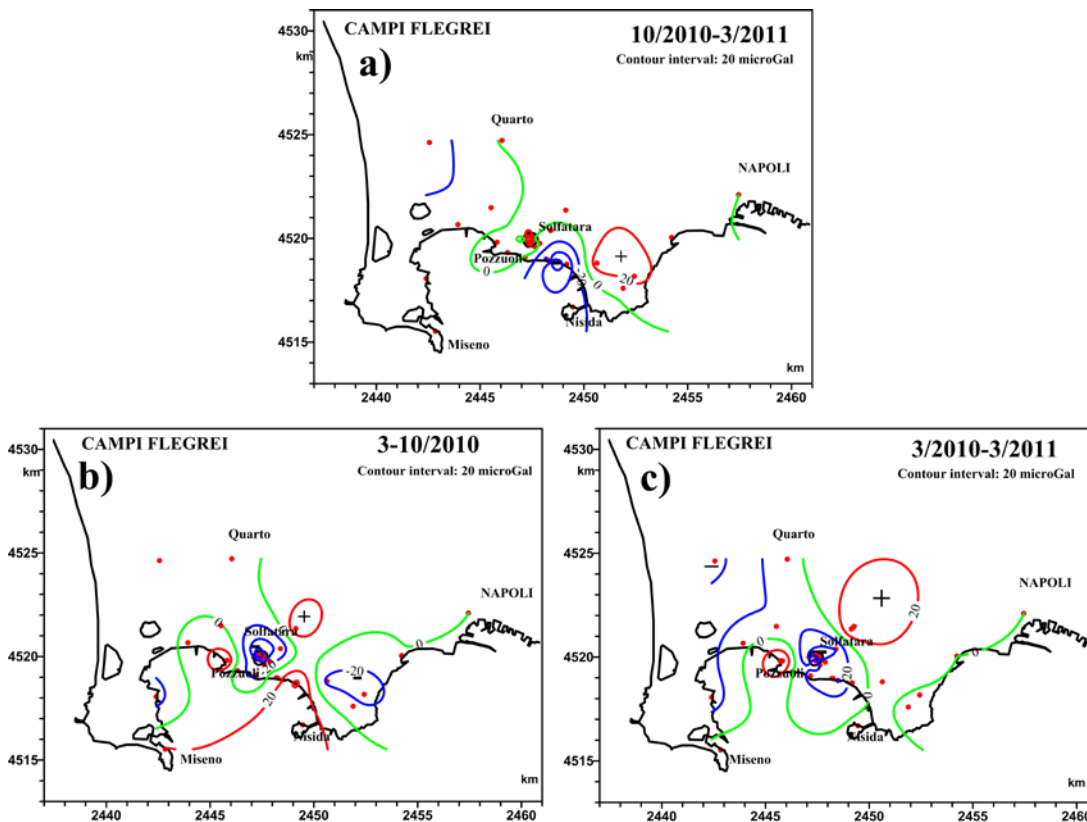 CAMPI FLEGREI
10/2010-3/2011
Contour interval: 20 microGal
a)
4530
km
4525
4520
4515
Quarto
NAPOLI
Solfatara
Pozzuoli
Nisida
Miseno
0
-20
0
20
+
km
2440
2445
2450
2455
2460
CAMPI FLEGREI
3-10/2010
Contour interval: 20 microGal
b)
4530
km
4525
4520
4515
Quarto
NAPOLI
Solfatara
Pozzuoli
Nisida
Miseno
0
0
-20
+
20
-20
-
0
km
2440
2445
2450
2455
2460
CAMPI FLEGREI
3/2010-3/2011
Contour interval: 20 microGal
c)
4530
km
4525
4520
4515
Quarto
NAPOLI
Solfatara
Pozzuoli
Nisida
Miseno
-
+
20
0
-20
0
0
km
2440
2445
2450
2455
2460